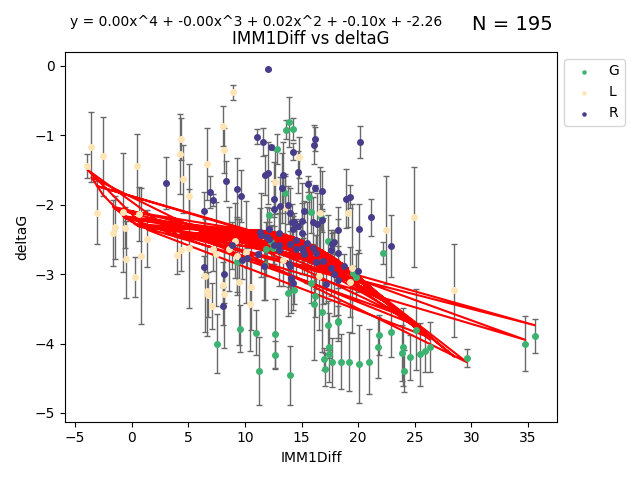 y = 0.00x^4 + -0.00x^3 + 0.02x^2 + -0.10x + -2.26
N = 195
IMM1Diff vs deltaG
G
L
R
deltaG
0
−1
−2
−3
−4
−5
−5 0 5 10 15 20 25 30 35
IMM1Diff